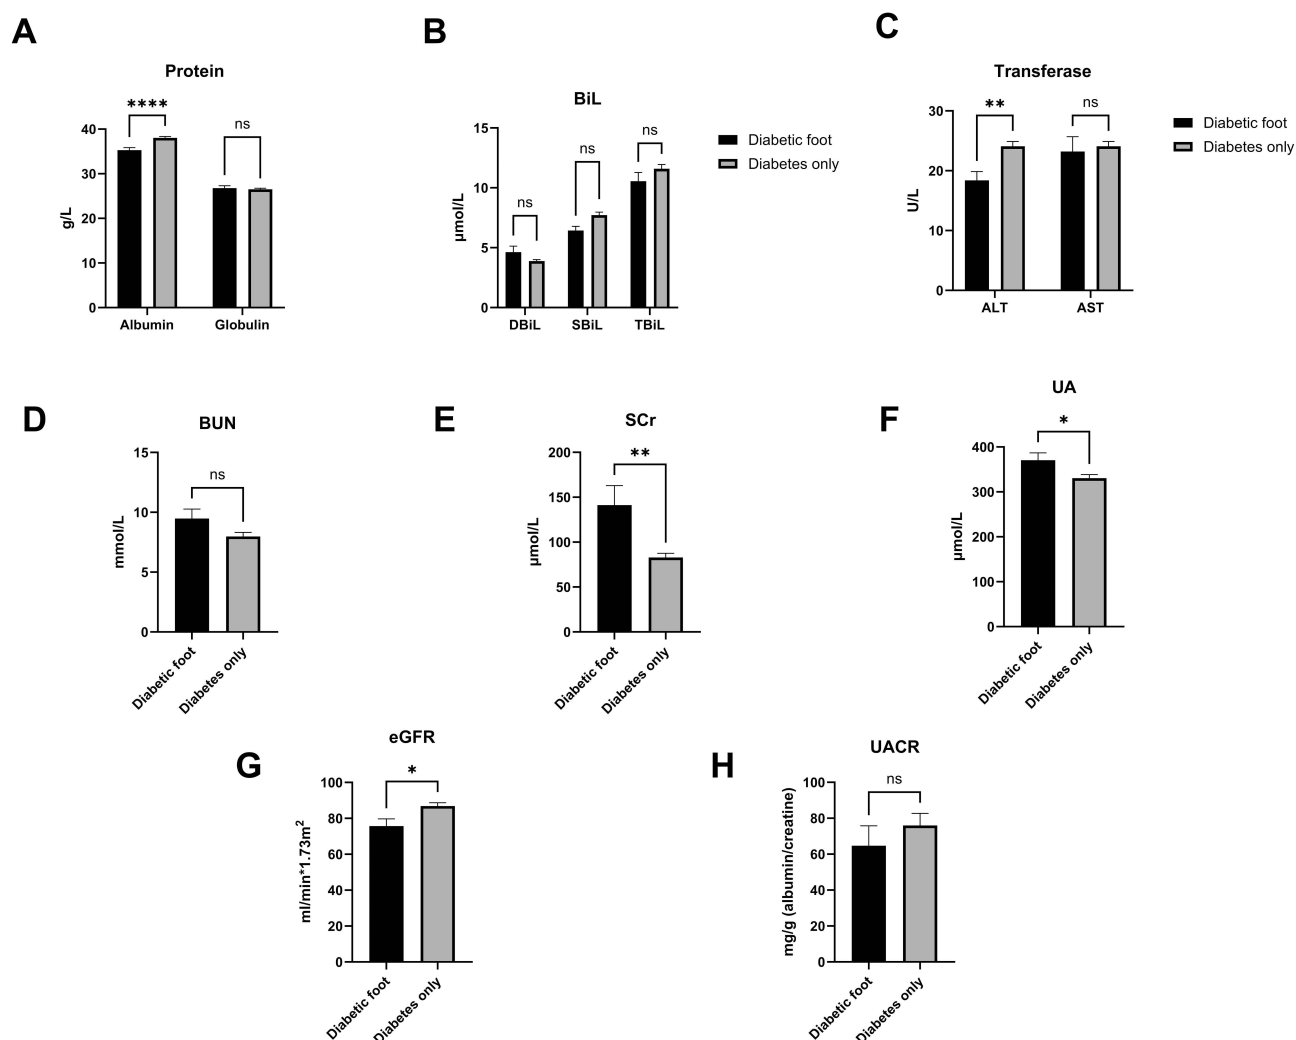 A
Protein
****
ns
40
30
20
10
0
g/L
Albumin Globulin
B
BiL
ns
ns
ns
15
10
5
0
µmol/L
DBiL SBiL TBiL
Diabetic foot
Diabetes only
C
Transferase
**
ns
30
20
10
0
U/L
ALT AST
Diabetic foot
Diabetes only
D
BUN
ns
15
10
5
0
mmol/L
Diabetic foot
Diabetes only
E
SCr
**
200
150
100
50
0
µmol/L
Diabetic foot
Diabetes only
F
UA
*
400
300
200
100
0
µmol/L
Diabetic foot
Diabetes only
G
eGFR
*
100
80
60
40
20
0
ml/min*1.73m²
Diabetic foot
Diabetes only
H
UACR
ns
100
80
60
40
20
0
mg/g (albumin/creatine)
Diabetic foot
Diabetes only